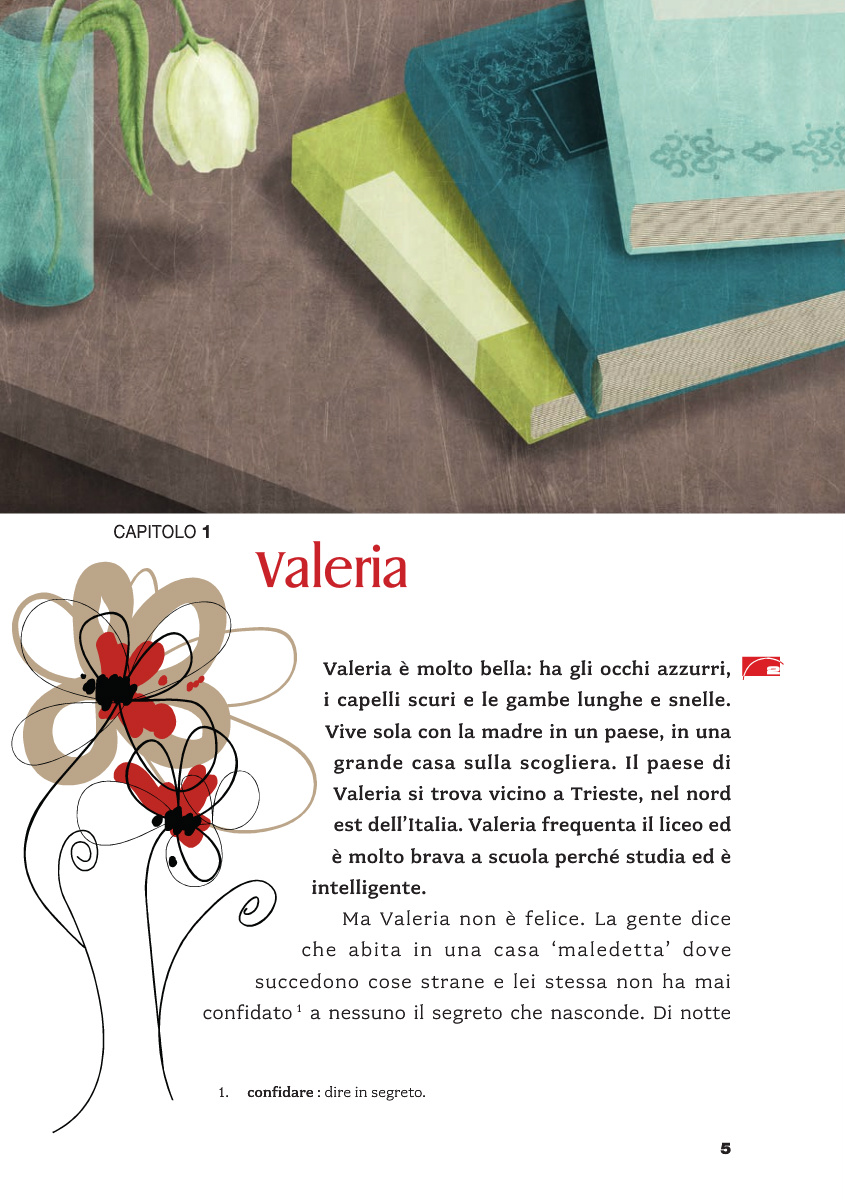 CAPITOLO 1
Valeria
Valeria è molto bella: ha gli occhi azzurri,
i capelli scuri e le gambe lunghe e snelle.
Vive sola con la madre in un paese, in una
grande casa sulla scogliera. Il paese di
Valeria si trova vicino a Trieste, nel nord
est dell’Italia. Valeria frequenta il liceo ed
è molto brava a scuola perché studia ed è
intelligente.
Ma Valeria non è felice. La gente dice
che abita in una casa ‘maledetta’ dove
succedono cose strane e lei stessa non ha mai
confidato¹ a nessuno il segreto che nasconde. Di notte
1. confidare : dire in segreto.
5